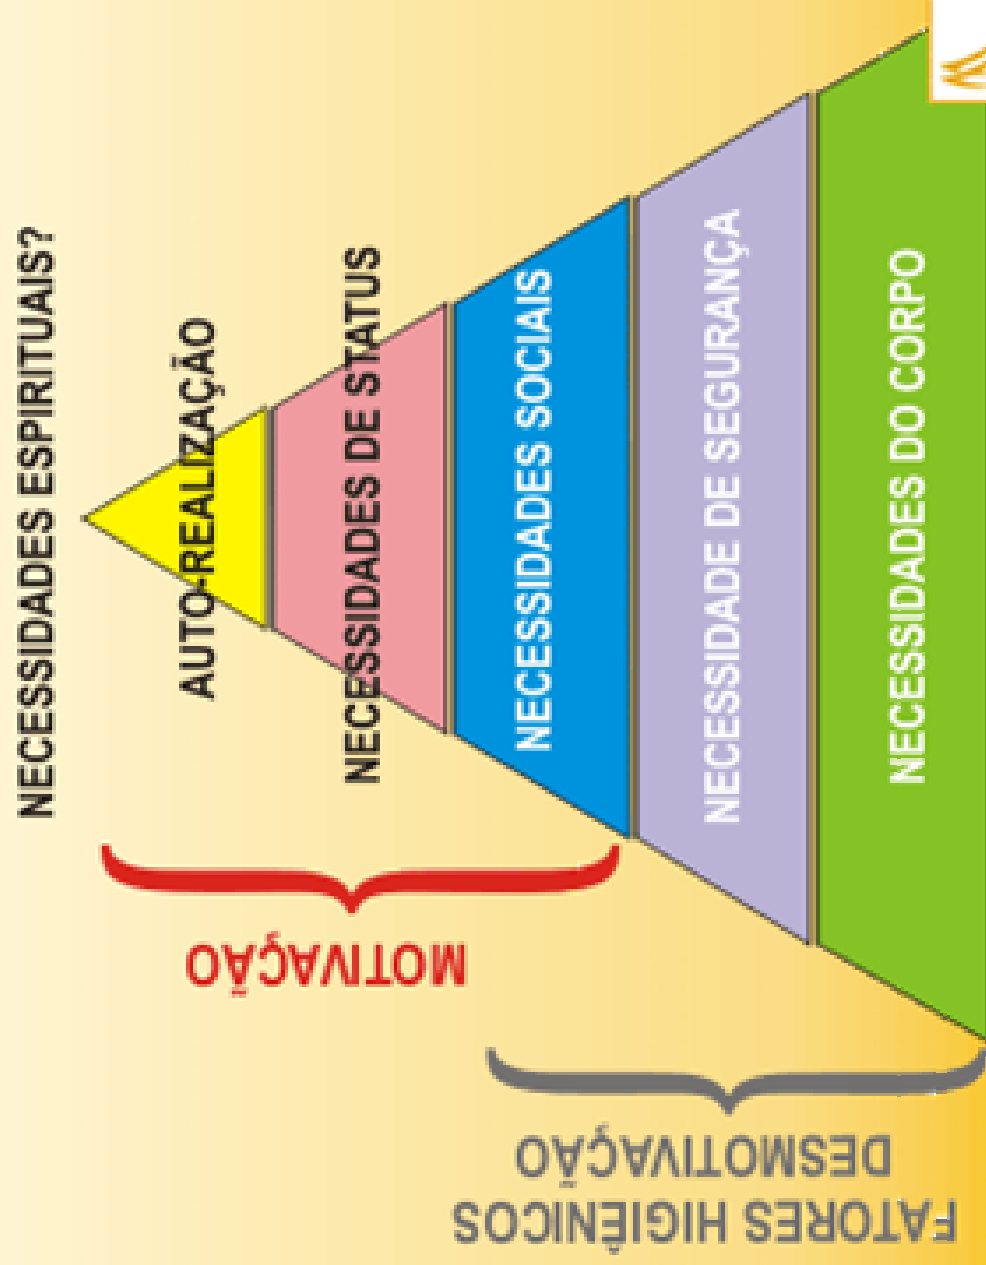 NECESSIDADES ESPIRITUAIS?
AUTO-REALIZAÇÃO
NECESSIDADES DE STATUS
NECESSIDADES SOCIAIS
NECESSIDADE DE SEGURANÇA
NECESSIDADES DO CORPO
MOTIVAÇÃO
FATORES HIGIÊNICOS
DESMOTIVAÇÃO